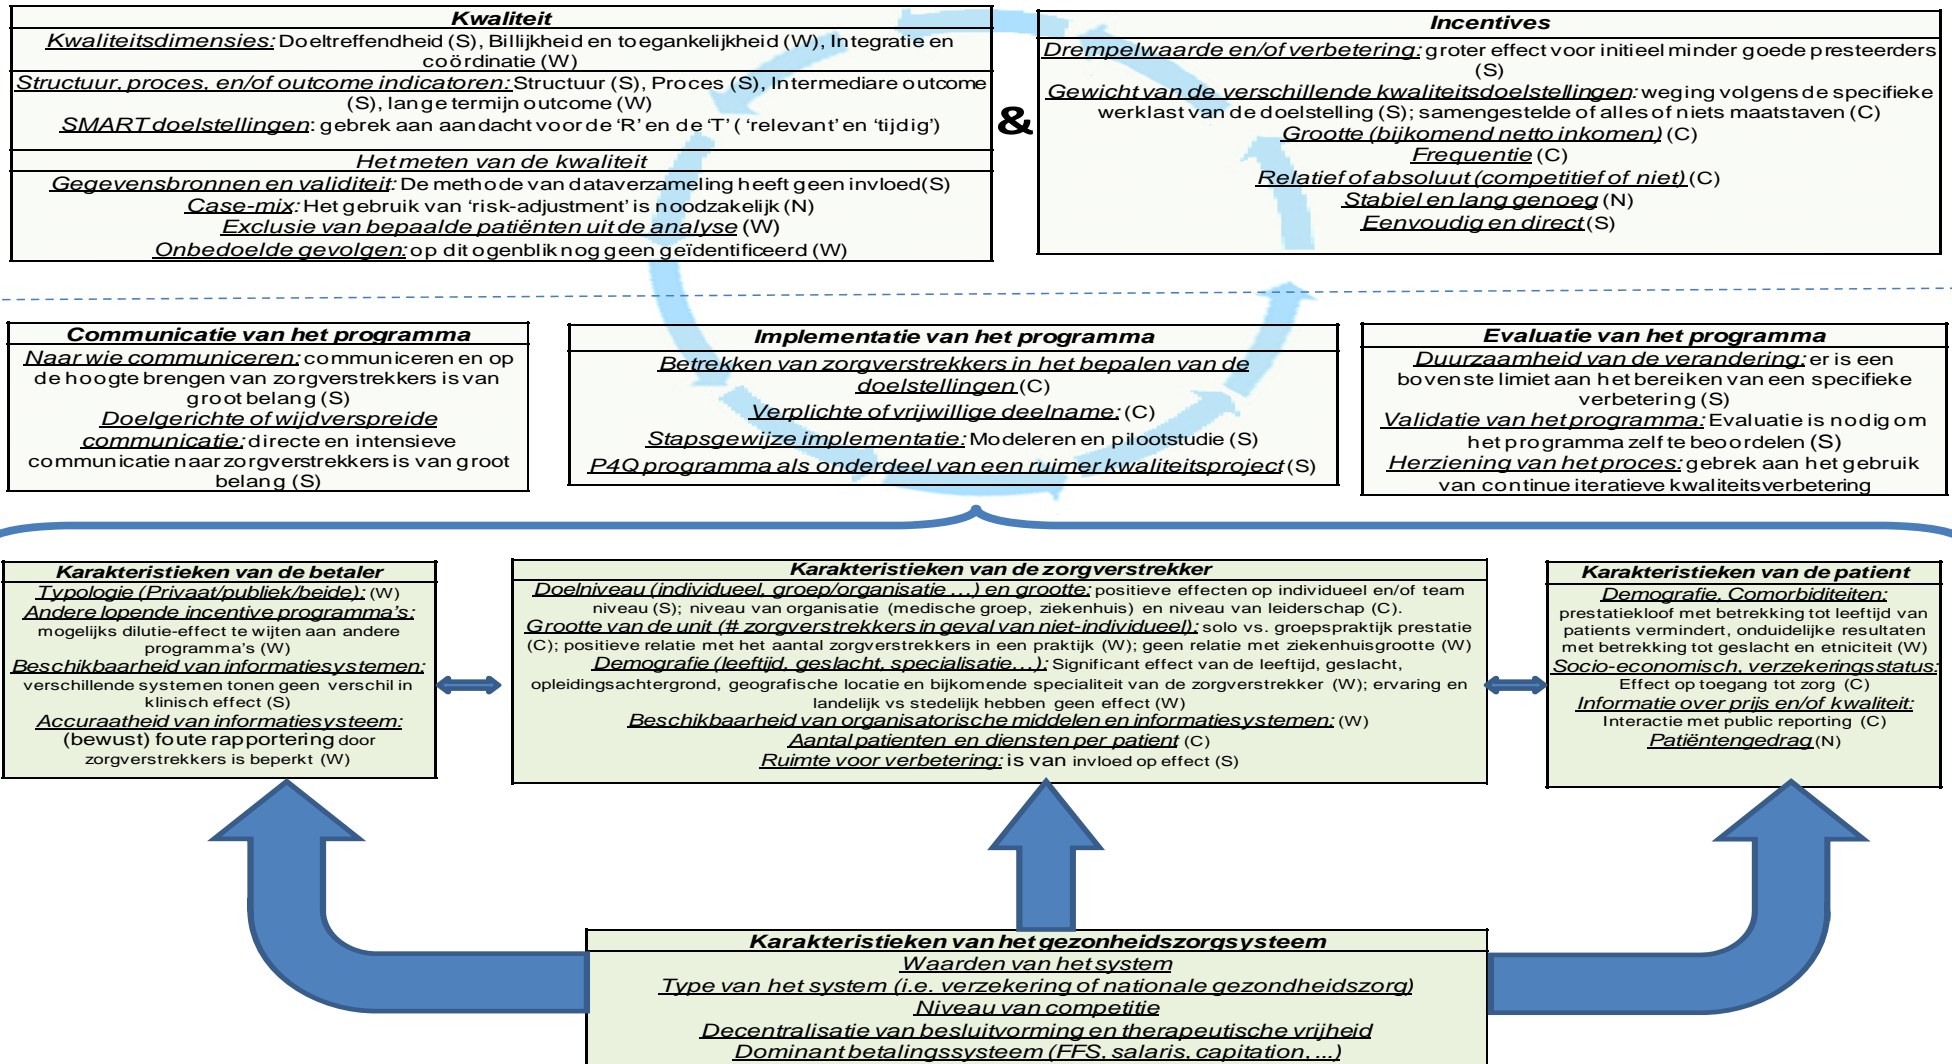 Kwaliteit
Kwaliteitsdimensies: Doeltreffendheid (S), Billijkheid en toegankelijkheid (W), Integratie en
coördinatie (W)
Structuur, proces, en/of outcome indicatoren: Structuur (S), Proces (S), Intermediare outcome
(S), lange termijn outcome (W)
SMART doelstellingen: gebrek aan aandacht voor de 'R' en de 'T' ( 'relevant' en 'tijdig')
Het meten van de kwaliteit
Gegevensbronnen en validiteit: De methode van dataverzameling heeft geen invloed(S)
Case-mix: Het gebruik van 'risk-adjustment' is noodzakelijk (N)
Exclusie van bepaalde patiënten uit de analyse (W)
Onbedoelde gevolgen: op dit ogenblik nog geen geïdentificeerd (W)
&
Incentives
Drempelwaarde en/of verbetering: groter effect voor initieel minder goede presteerders
(S)
Gewicht van de verschillende kwaliteitsdoelstellingen: weging volgens de specifieke
werklast van de doelstelling (S); samengestelde of alles of niets maatstaven (C)
Grootte (bijkomend netto inkomen) (C)
Frequentie (C)
Relatief of absoluut (competitief of niet) (C)
Stabiel en lang genoeg (N)
Eenvoudig en direct (S)
Communicatie van het programma
Naar wie communiceren: communiceren en op
de hoogte brengen van zorgverstrekkers is van
groot belang (S)
Doelgerichte of wijdverspreide
communicatie: directe en intensieve
communicatie naar zorgverstrekkers is van groot
belang (S)
Implementatie van het programma
Betrekken van zorgverstrekkers in het bepalen van de
doelstellingen (C)
Verplichte of vrijwillige deelname: (C)
Stapsgewijze implementatie: Modeleren en pilootstudie (S)
P4Q programma als onderdeel van een ruimer kwaliteitsproject (S)
Evaluatie van het programma
Duurzaamheid van de verandering: er is een
bovenste limiet aan het bereiken van een specifieke
verbetering (S)
Validatie van het programma: Evaluatie is nodig om
het programma zelf te beoordelen (S)
Herziening van het proces: gebrek aan het gebruik
van continue iteratieve kwaliteitsverbetering
Karakteristieken van de betaler
Typologie (Privaat/publiek/beide): (W)
Andere lopende incentive programma's:
mogelijks dilutie-effect te wijten aan andere
programma's (W)
Beschikbaarheid van informatiesystemen:
verschillende systemen tonen geen verschil in
klinisch effect (S)
Accuraatheid van informatiesysteem:
(bewust) foute rapportering door
zorgverstrekkers is beperkt (W)
Karakteristieken van de zorgverstrekker
Doelniveau (individueel, groep/organisatie ...) en grootte: positieve effecten op individueel en/of team
niveau (S); niveau van organisatie (medische groep, ziekenhuis) en niveau van leiderschap (C).
Grootte van de unit (# zorgverstrekkers in geval van niet-individueel): solo vs. groepspraktijk prestatie
(C); positieve relatie met het aantal zorgverstrekkers in een praktijk (W); geen relatie met ziekenhuisgrootte (W)
Demografie (leeftijd, geslacht, specialisatie...): Significant effect van de leeftijd, geslacht,
opleidingsachtergrond, geografische locatie en bijkomende specialiteit van de zorgverstrekker (W); ervaring en
landelijk vs stedelijk hebben geen effect (W)
Beschikbaarheid van organisatorische middelen en informatiesystemen: (W)
Aantal patienten en diensten per patient (C)
Ruimte voor verbetering: is van invloed op effect (S)
Karakteristieken van de patient
Demografie, Comorbiditeiten:
prestatiekloof met betrekking tot leeftijd van
patients vermindert, onduidelijke resultaten
met betrekking tot geslacht en etniciteit (W)
Socio-economisch, verzekeringsstatus:
Effect op toegang tot zorg (C)
Informatie over prijs en/of kwaliteit:
Interactie met public reporting (C)
Patiëntengedrag (N)
Karakteristieken van het gezonheidszorgsysteem
Waarden van het system
Type van het system (i.e. verzekering of nationale gezondheidszorg)
Niveau van competitie
Decentralisatie van besluitvorming en therapeutische vrijheid
Dominant betalingssysteem (FFS, salaris, capitation, ...)